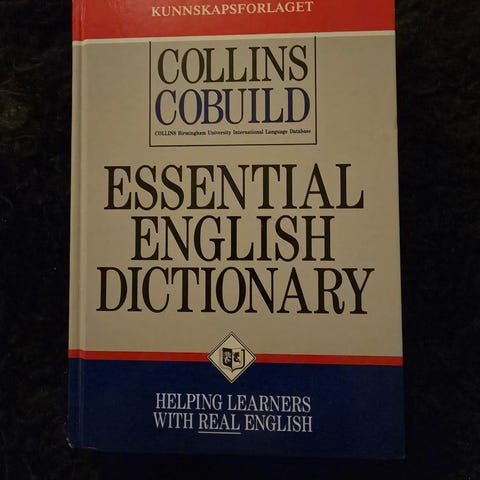 KUNNSKAPSFORLAGET
COLLINS
COBUILD
COLLINS Birmingham University International Language Database
ESSENTIAL
ENGLISH
DICTIONARY
HELPING LEARNERS
WITH REAL ENGLISH